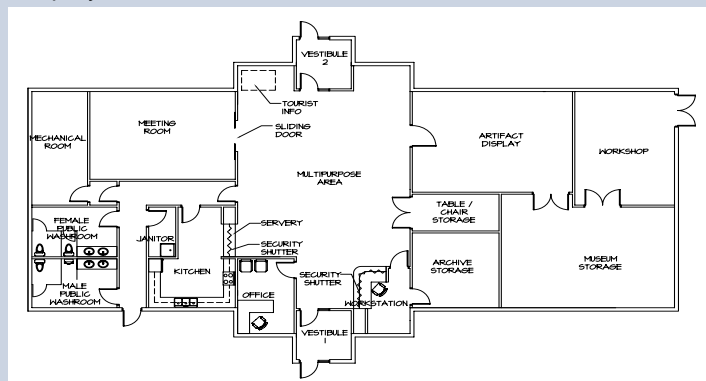 VESTIBULE
2
TOURIST
INFO
SLIDING
DOOR
MEETING
ROOM
MECHANICAL
ROOM
ARTIFACT
DISPLAY
WORKSHOP
MULTIPURPOSE
AREA
TABLE /
CHAIR
STORAGE
FEMALE
PUBLIC
WASHROOM
JANITOR
SERVERY
SECURITY
SHUTTER
KITCHEN
MALE
PUBLIC
WASHROOM
OFFICE
SECURITY
SHUTTER
WORKSTATION
ARCHIVE
STORAGE
MUSEUM
STORAGE
VESTIBULE
1